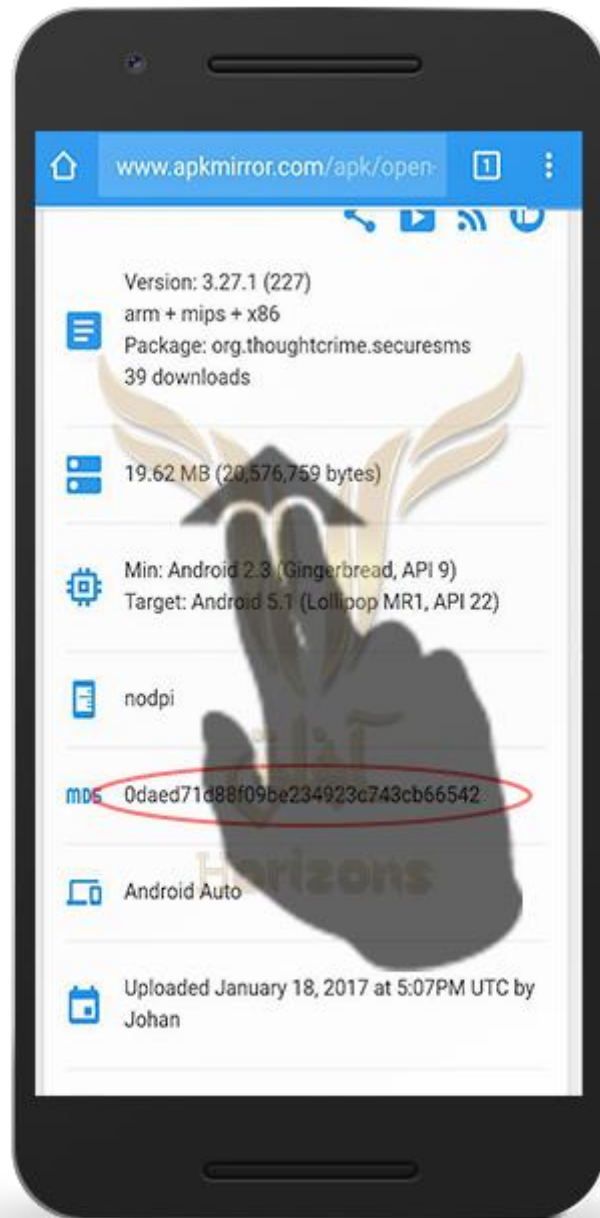 www.apkmirror.com/apk/open-
1
Version: 3.27.1 (227)
arm + mips + x86
Package: org.thoughtcrime.securesms
39 downloads
19.62 MB (20,576,759 bytes)
Min: Android 2.3 (Gingerbread, API 9)
Target: Android 5.1 (Lollipop MR1, API 22)
nodpi
آفاق
MD5 0daed71d88f09be234923c743cb66542
Horizons
Android Auto
Uploaded January 18, 2017 at 5:07PM UTC by
Johan